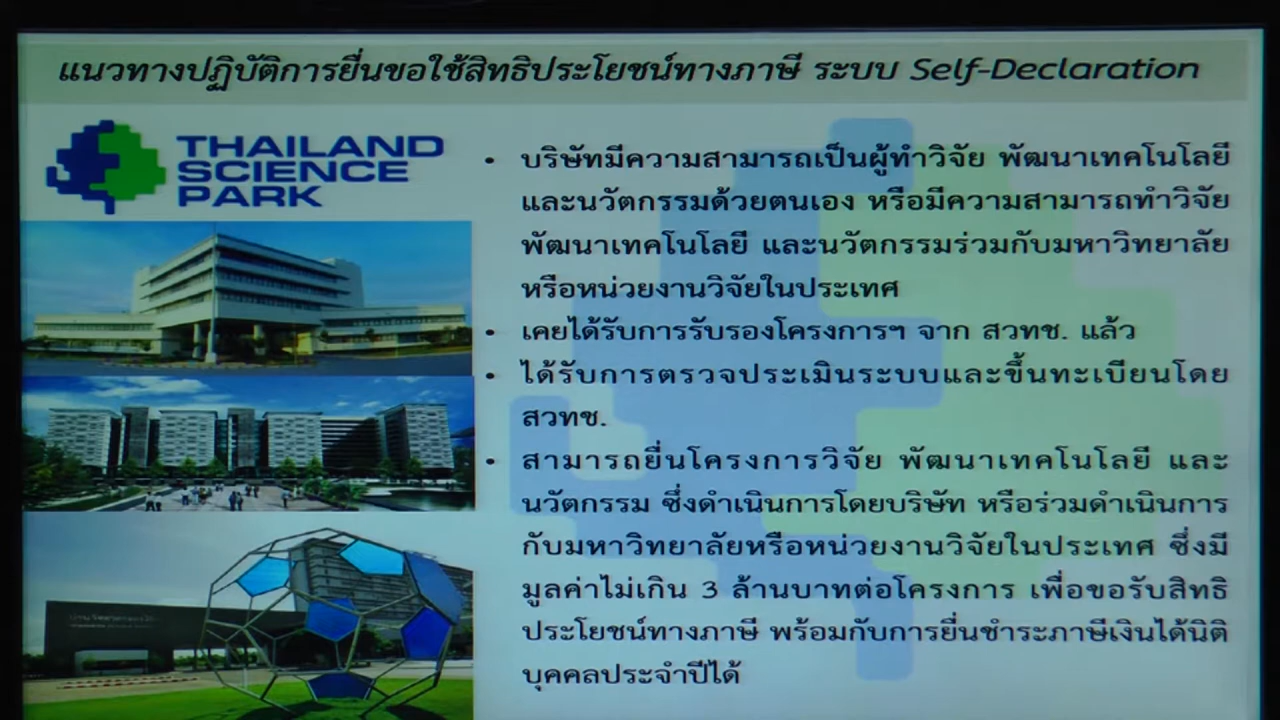 แนวทางปฏิบัติการยื่นขอใช้สิทธิประโยชน์ทางภาษี ระบบ Self-Declaration
THAILAND
SCIENCE
PARK
• บริษัทมีความสามารถเป็นผู้ทำวิจัย พัฒนาเทคโนโลยี
และนวัตกรรมด้วยตนเอง หรือมีความสามารถทำวิจัย
พัฒนาเทคโนโลยี และนวัตกรรมร่วมกับมหาวิทยาลัย
หรือหน่วยงานวิจัยในประเทศ
• เคยได้รับการรับรองโครงการฯ จาก สวทช. แล้ว
• ได้รับการตรวจประเมินระบบและขึ้นทะเบียนโดย
สวทช.
• สามารถยื่นโครงการวิจัย พัฒนาเทคโนโลยี และ
นวัตกรรม ซึ่งดำเนินการโดยบริษัท หรือร่วมดำเนินการ
กับมหาวิทยาลัยหรือหน่วยงานวิจัยในประเทศ ซึ่งมี
มูลค่าไม่เกิน 3 ล้านบาทต่อโครงการ เพื่อขอรับสิทธิ
ประโยชน์ทางภาษี พร้อมกับการยื่นชำระภาษีเงินได้นิติ
บุคคลประจำปีได้